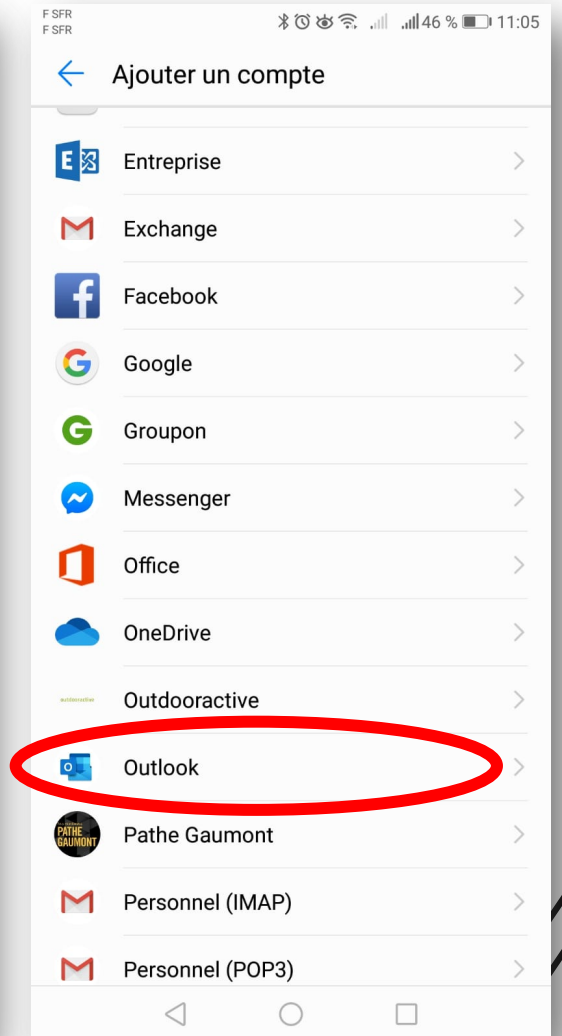 F SFR
F SFR
46 % 11:05
Ajouter un compte
Entreprise
Exchange
Facebook
Google
Groupon
Messenger
Office
OneDrive
outdooractive
Outdooractive
Outlook
PATHE
GAUMONT
Pathe Gaumont
Personnel (IMAP)
Personnel (POP3)